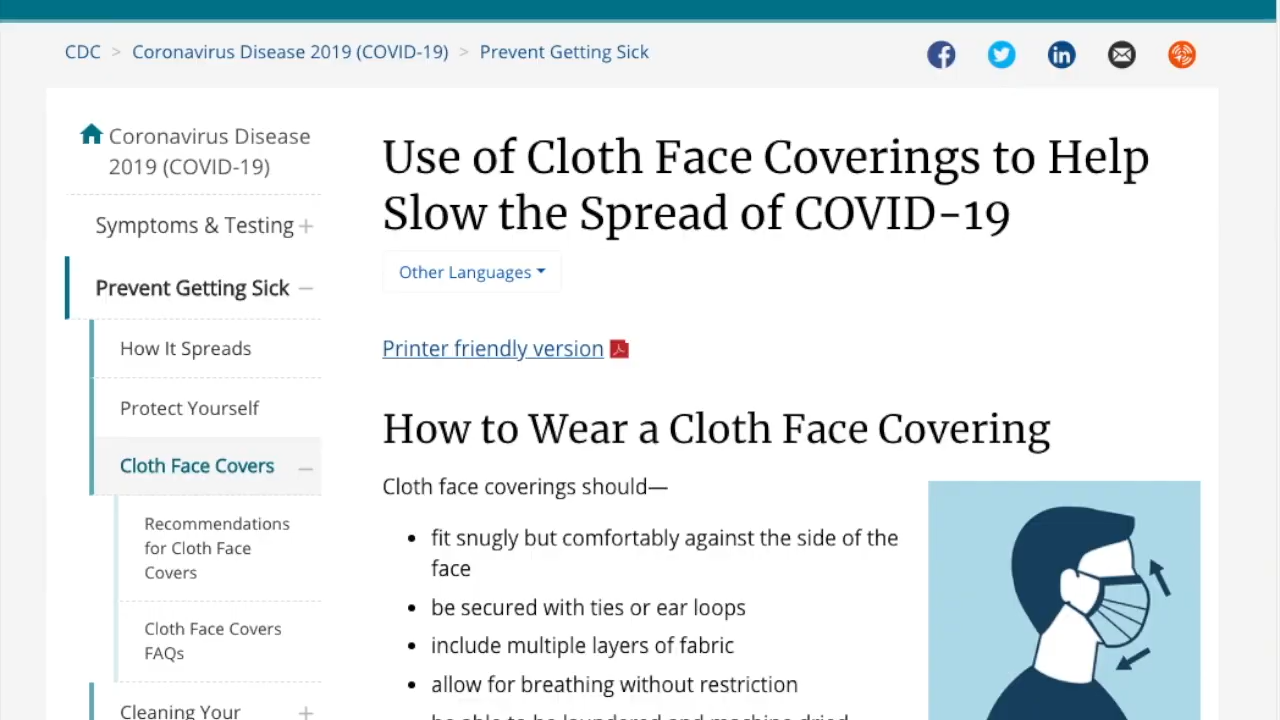 CDC > Coronavirus Disease 2019 (COVID-19) > Prevent Getting Sick
Coronavirus Disease
2019 (COVID-19)
Symptoms & Testing +
Prevent Getting Sick –
How It Spreads
Protect Yourself
Cloth Face Covers –
Recommendations
for Cloth Face
Covers
Cloth Face Covers
FAQs
Cleaning Your +
Use of Cloth Face Coverings to Help
Slow the Spread of COVID-19
Other Languages
Printer friendly version
How to Wear a Cloth Face Covering
Cloth face coverings should—
• fit snugly but comfortably against the side of the
face
• be secured with ties or ear loops
• include multiple layers of fabric
• allow for breathing without restriction
be able to be laundered and machine dried